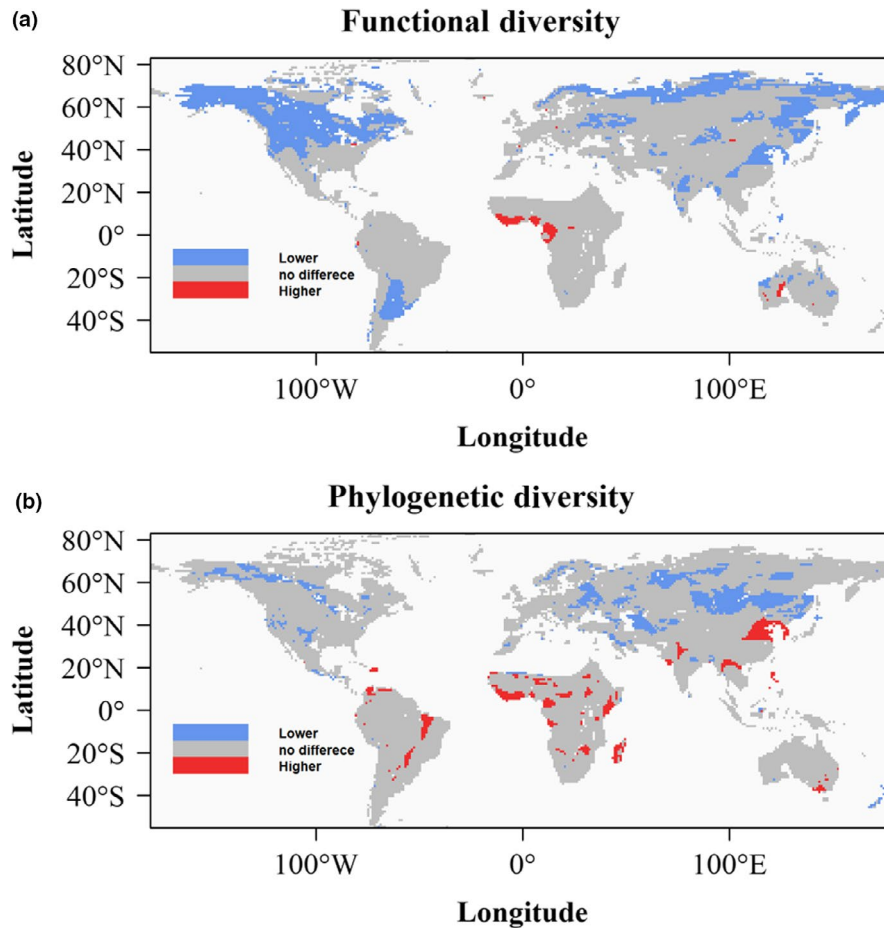 (a)
Functional diversity
80°N
60°N
40°N
20°N
0°
20°S
40°S
Latitude
Lower
no differece
Higher
100°W
0°
100°E
Longitude
(b)
Phylogenetic diversity
80°N
60°N
40°N
20°N
0°
20°S
40°S
Latitude
Lower
no differece
Higher
100°W
0°
100°E
Longitude